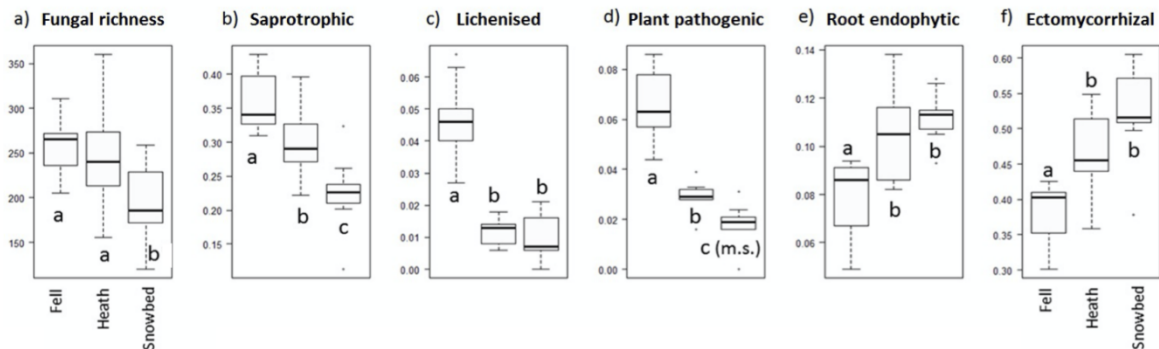 a) Fungal richness
b) Saprotrophic
c) Lichenised
d) Plant pathogenic
e) Root endophytic
f) Ectomycorrhizal
350
300
250
200
150
a
a
b
Fell
Heath
Snowbed
0.40
0.35
0.30
0.25
0.20
0.15
a
b
c
0.06
0.05
0.04
0.03
0.02
0.01
0.00
a
b
b
0.08
0.06
0.04
0.02
0.00
a
b
c (m.s.)
0.14
0.12
0.10
0.08
0.06
a
b
b
0.60
0.55
0.50
0.45
0.40
0.35
0.30
a
b
b
Fell
Heath
Snowbed